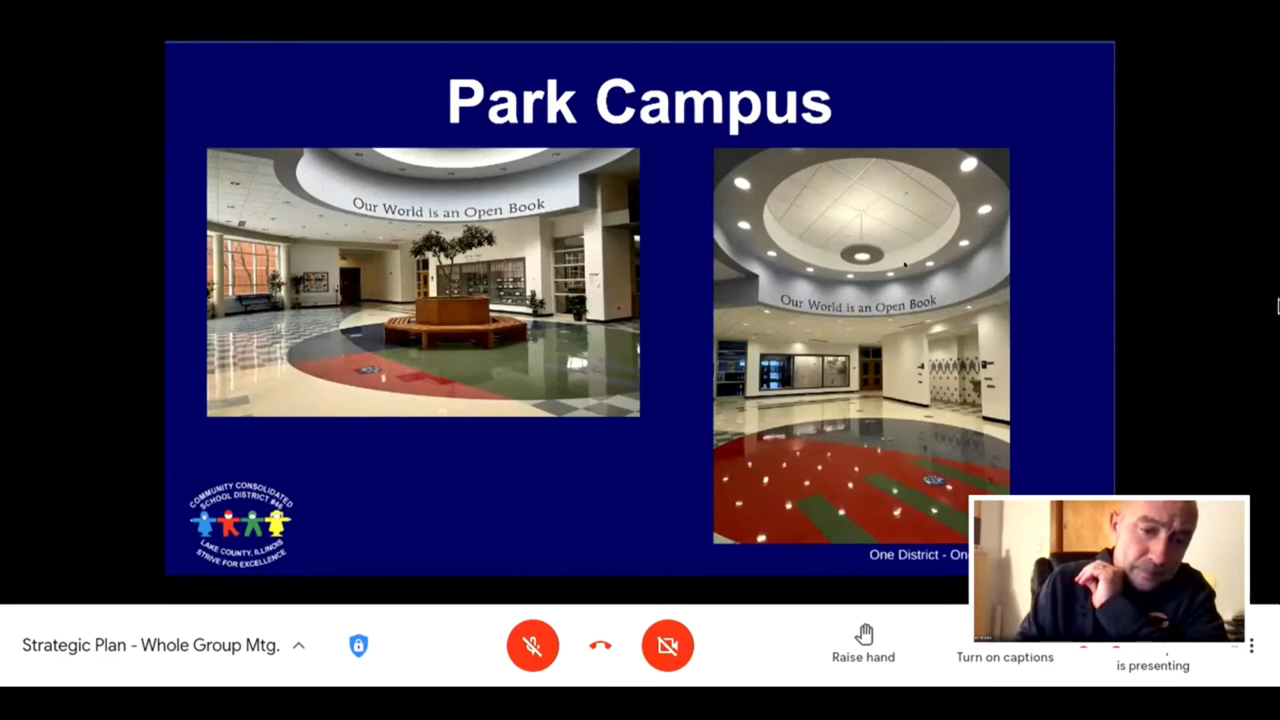 Park Campus
Our World is an Open Book
Our World is an Open Book
COMMUNITY CONSOLIDATED
SCHOOL DISTRICT #46
LAKE COUNTY, ILLINOIS
STRIVE FOR EXCELLENCE
One District - On
Strategic Plan - Whole Group Mtg.
Raise hand
Turn on captions
is presenting